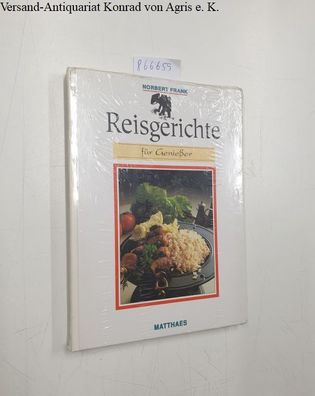 Versand-Antiquariat Konrad von Agris e. K.
866655
NORBERT FRANK
Reisgerichte
für Genießer
MATTHAES